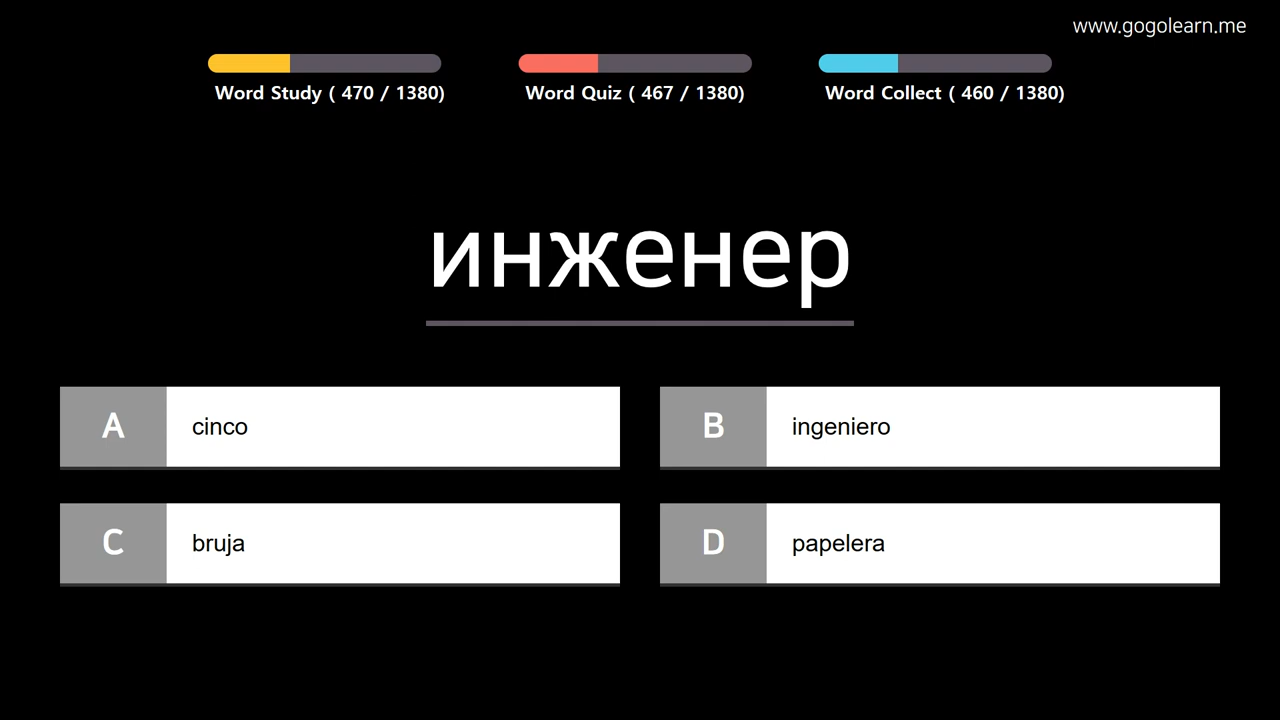 www.gogolearn.me
Word Study ( 470 / 1380)
Word Quiz ( 467 / 1380)
Word Collect ( 460 / 1380)
инженер
A cinco
B ingeniero
C bruja
D papelera